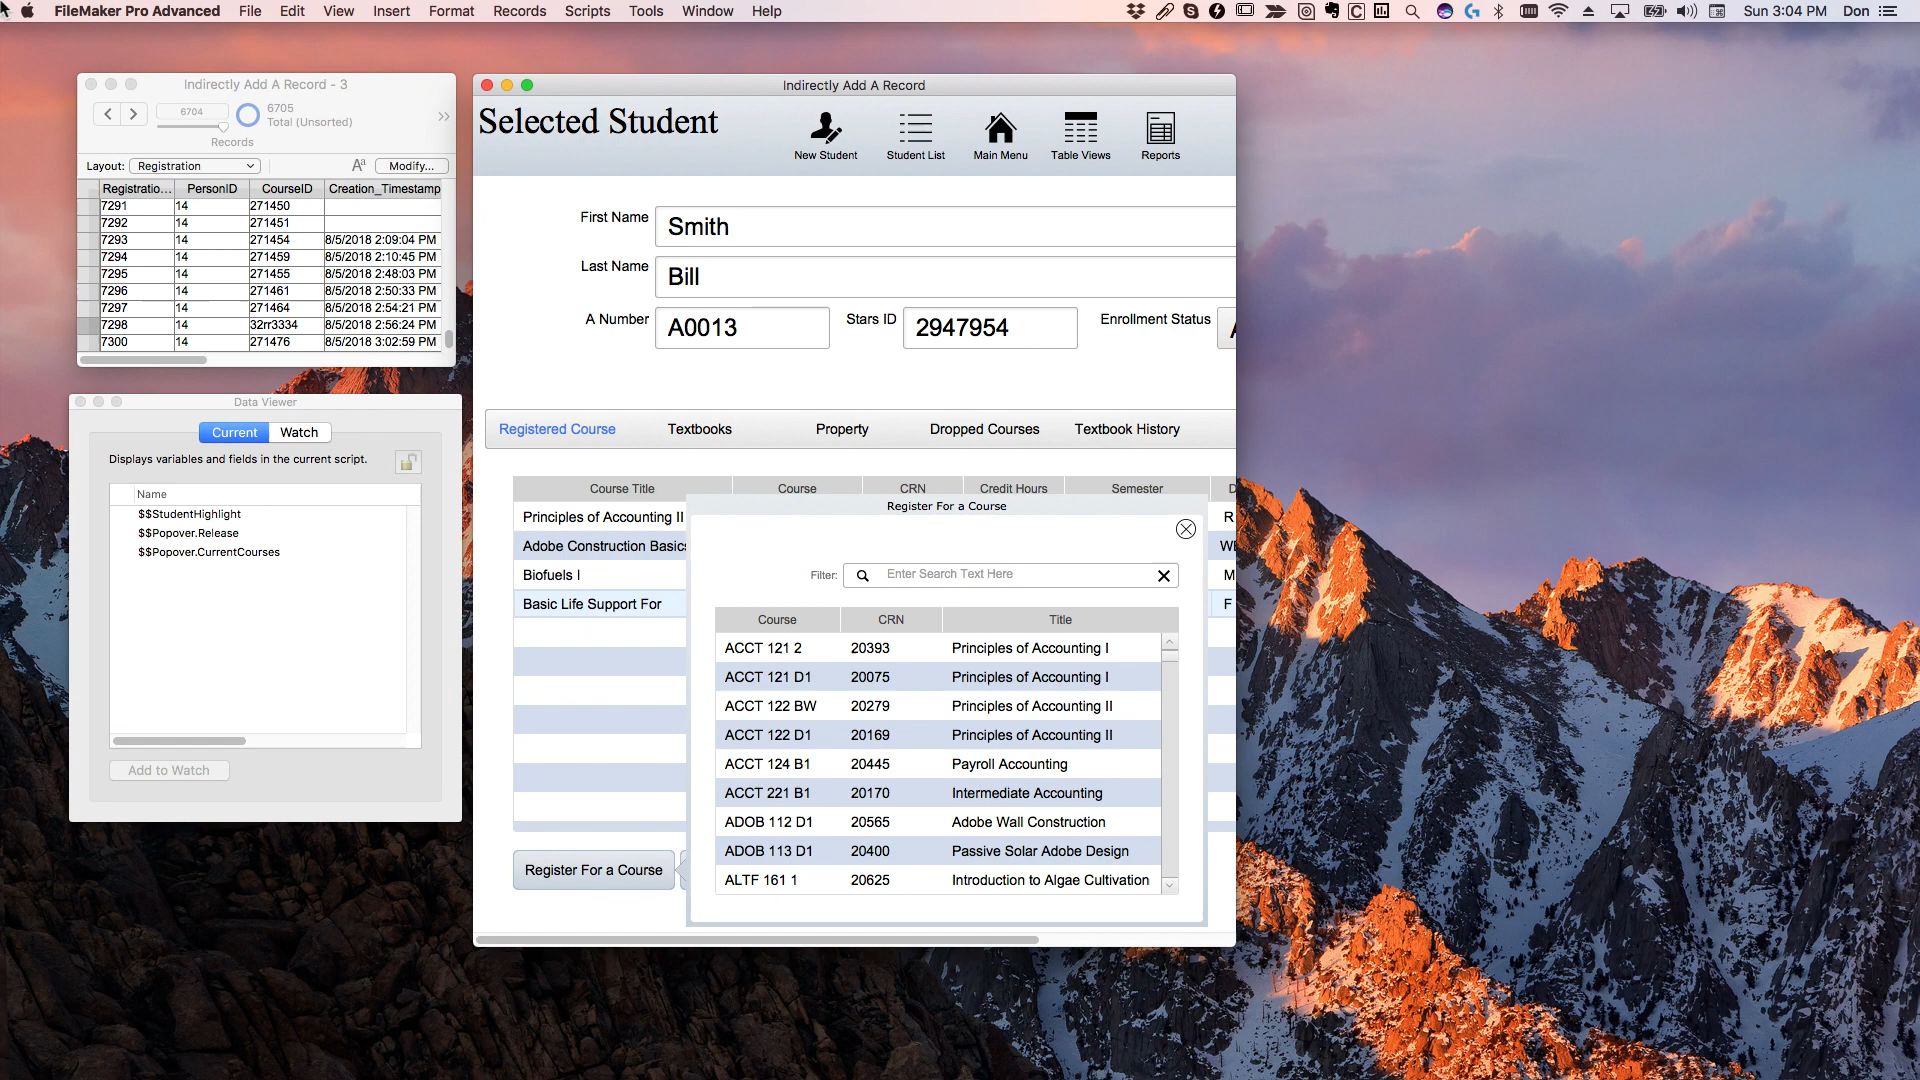 FileMaker Pro Advanced File Edit View Insert Format Records Scripts Tools Window Help Sun 3:04 PM Don
Indirectly Add A Record - 3
6704 6705
Total (Unsorted)
Records
Layout: Registration Aa Modify...
Registratio... PersonID CourseID Creation_Timestamp
7291 14 271450
7292 14 271451
7293 14 271454 8/5/2018 2:09:04 PM
7294 14 271459 8/5/2018 2:10:45 PM
7295 14 271455 8/5/2018 2:48:03 PM
7296 14 271461 8/5/2018 2:50:33 PM
7297 14 271464 8/5/2018 2:54:21 PM
7298 14 32rr3334 8/5/2018 2:56:24 PM
7300 14 271476 8/5/2018 3:02:59 PM
Data Viewer
Current Watch
Displays variables and fields in the current script.
Name
$$StudentHighlight
$$Popover.Release
$$Popover.CurrentCourses
Add to Watch
Indirectly Add A Record
Selected Student
New Student Student List Main Menu Table Views Reports
First Name Smith
Last Name Bill
A Number A0013 Stars ID 2947954 Enrollment Status
Registered Course Textbooks Property Dropped Courses Textbook History
Course Title Course CRN Credit Hours Semester D
Principles of Accounting II R
Adobe Construction Basics WE
Biofuels I M
Basic Life Support For F
Register For a Course
Register For a Course
Filter: Enter Search Text Here
Course CRN Title
ACCT 121 2 20393 Principles of Accounting I
ACCT 121 D1 20075 Principles of Accounting I
ACCT 122 BW 20279 Principles of Accounting II
ACCT 122 D1 20169 Principles of Accounting II
ACCT 124 B1 20445 Payroll Accounting
ACCT 221 B1 20170 Intermediate Accounting
ADOB 112 D1 20565 Adobe Wall Construction
ADOB 113 D1 20400 Passive Solar Adobe Design
ALTF 161 1 20625 Introduction to Algae Cultivation